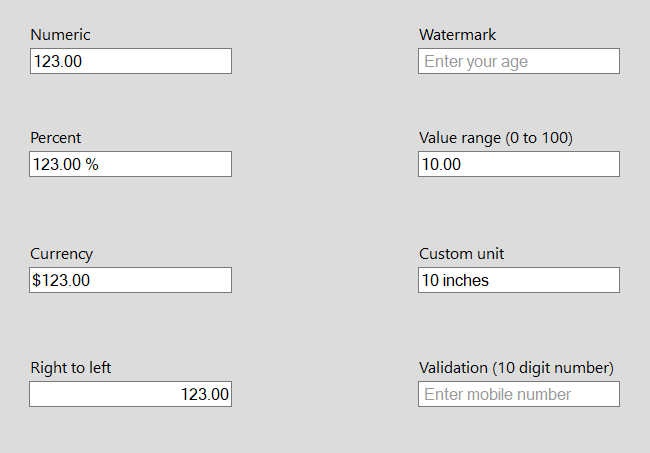 Numeric
123.00
Watermark
Enter your age
Percent
123.00 %
Value range (0 to 100)
10.00
Currency
$123.00
Custom unit
10 inches
Right to left
123.00
Validation (10 digit number)
Enter mobile number